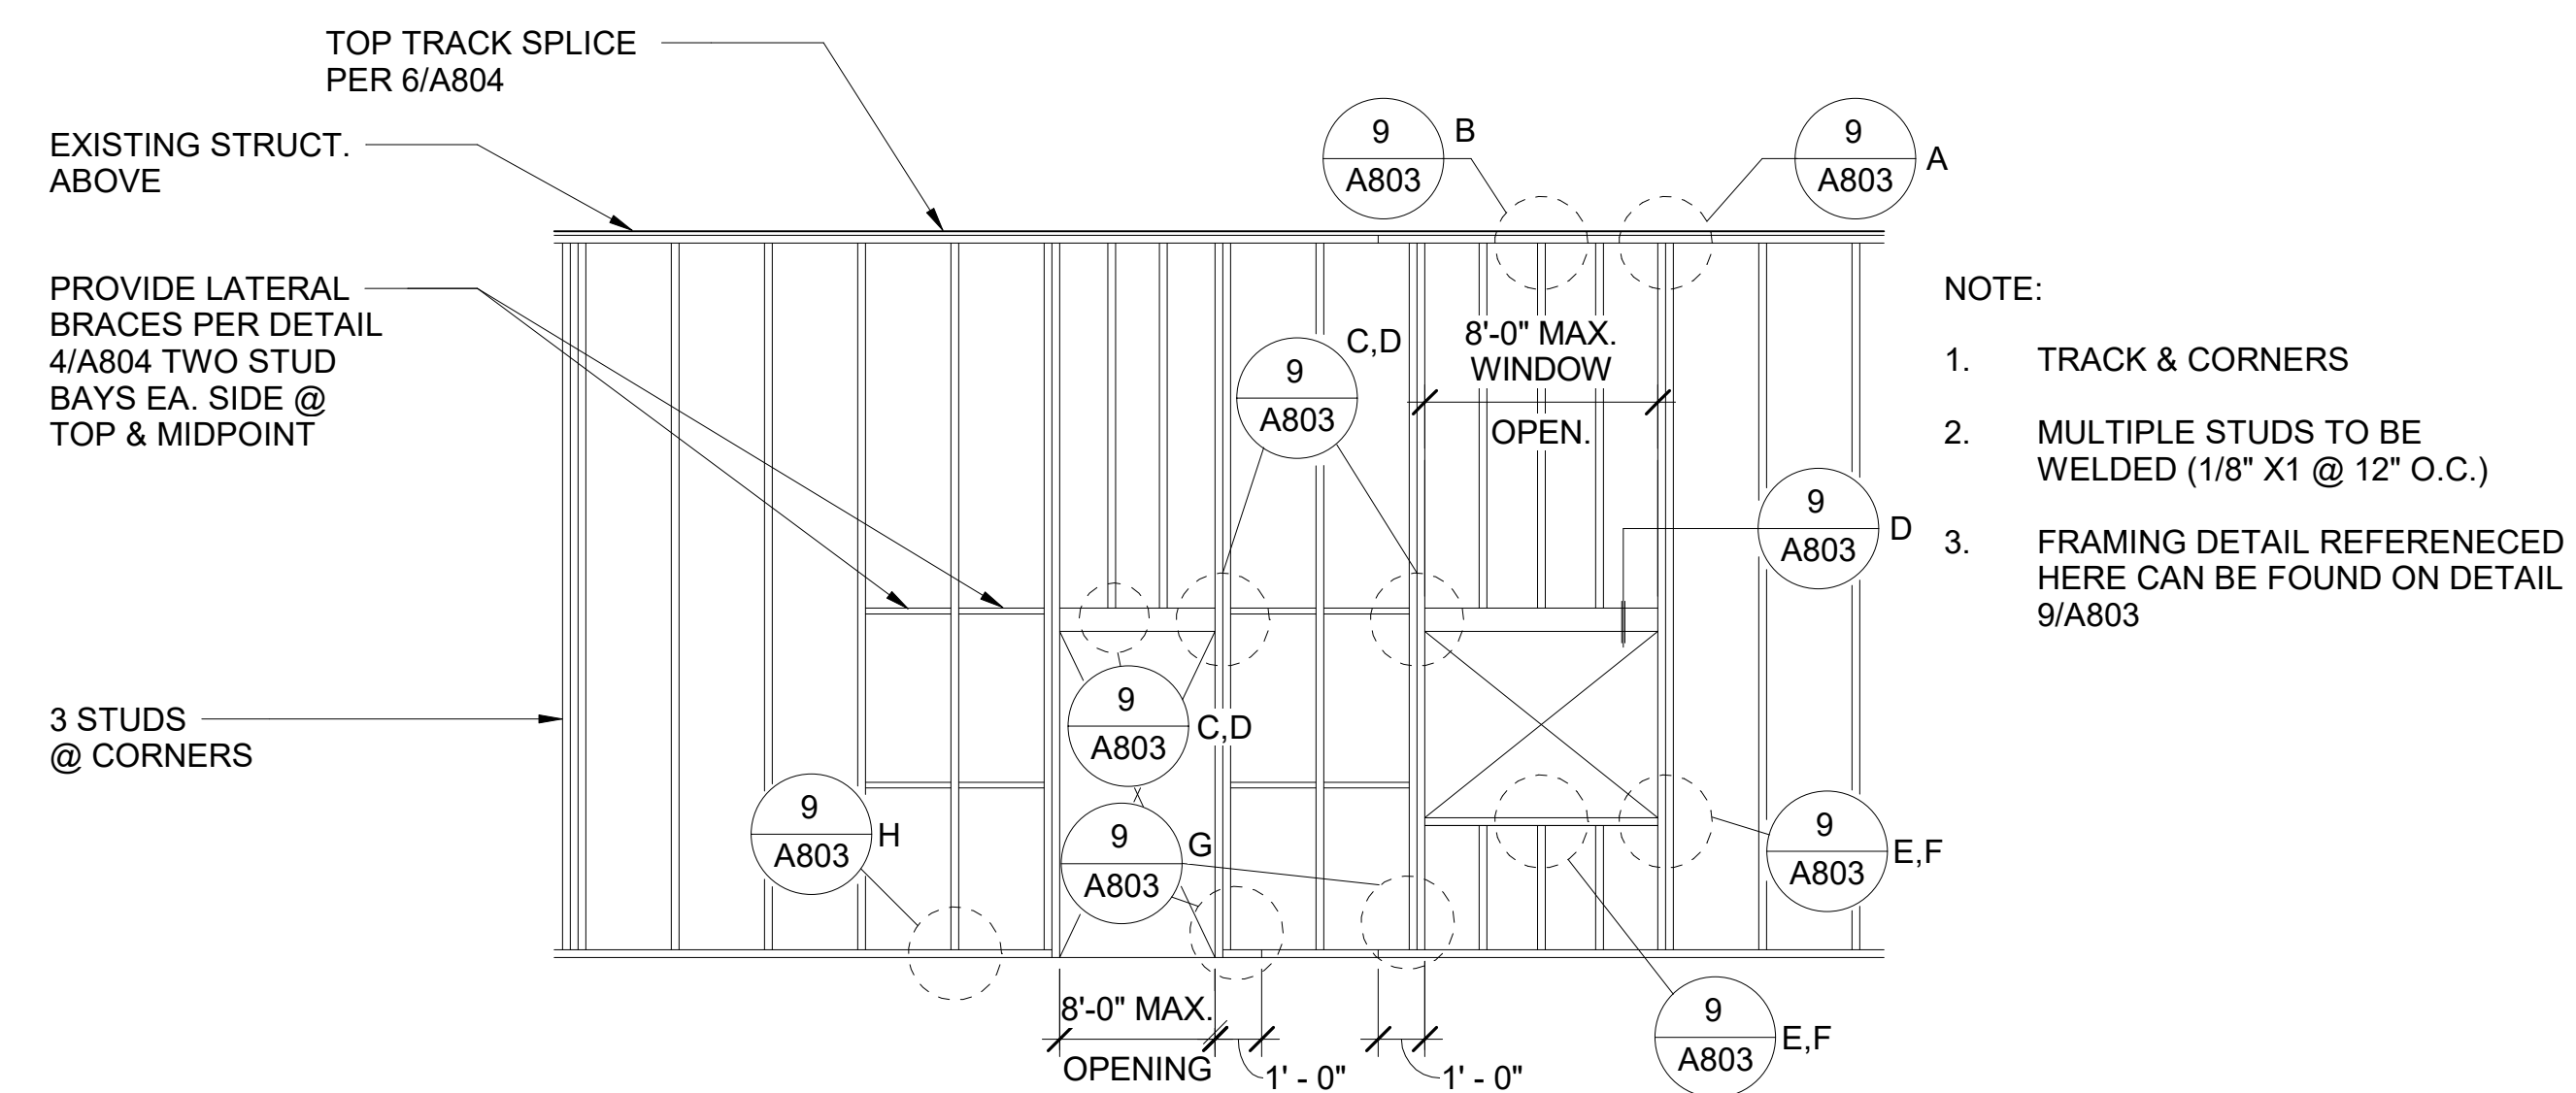 TOP TRACK SPLICE
PER 6/A804
EXISTING STRUCT.
ABOVE
PROVIDE LATERAL
BRACES PER DETAIL
4/A804 TWO STUD
BAYS EA. SIDE @
TOP & MIDPOINT
3 STUDS
@ CORNERS
9
A803
B
9
A803
A
9
A803
C,D
8'-0" MAX.
WINDOW
OPEN.
9
A803
D
9
A803
C,D
9
A803
H
9
A803
G
9
A803
E,F
9
A803
E,F
8'-0" MAX.
OPENING
1' - 0"
1' - 0"
NOTE:
1. TRACK & CORNERS
2. MULTIPLE STUDS TO BE
WELDED (1/8" X1 @ 12" O.C.)
3. FRAMING DETAIL REFERENECED
HERE CAN BE FOUND ON DETAIL
9/A803